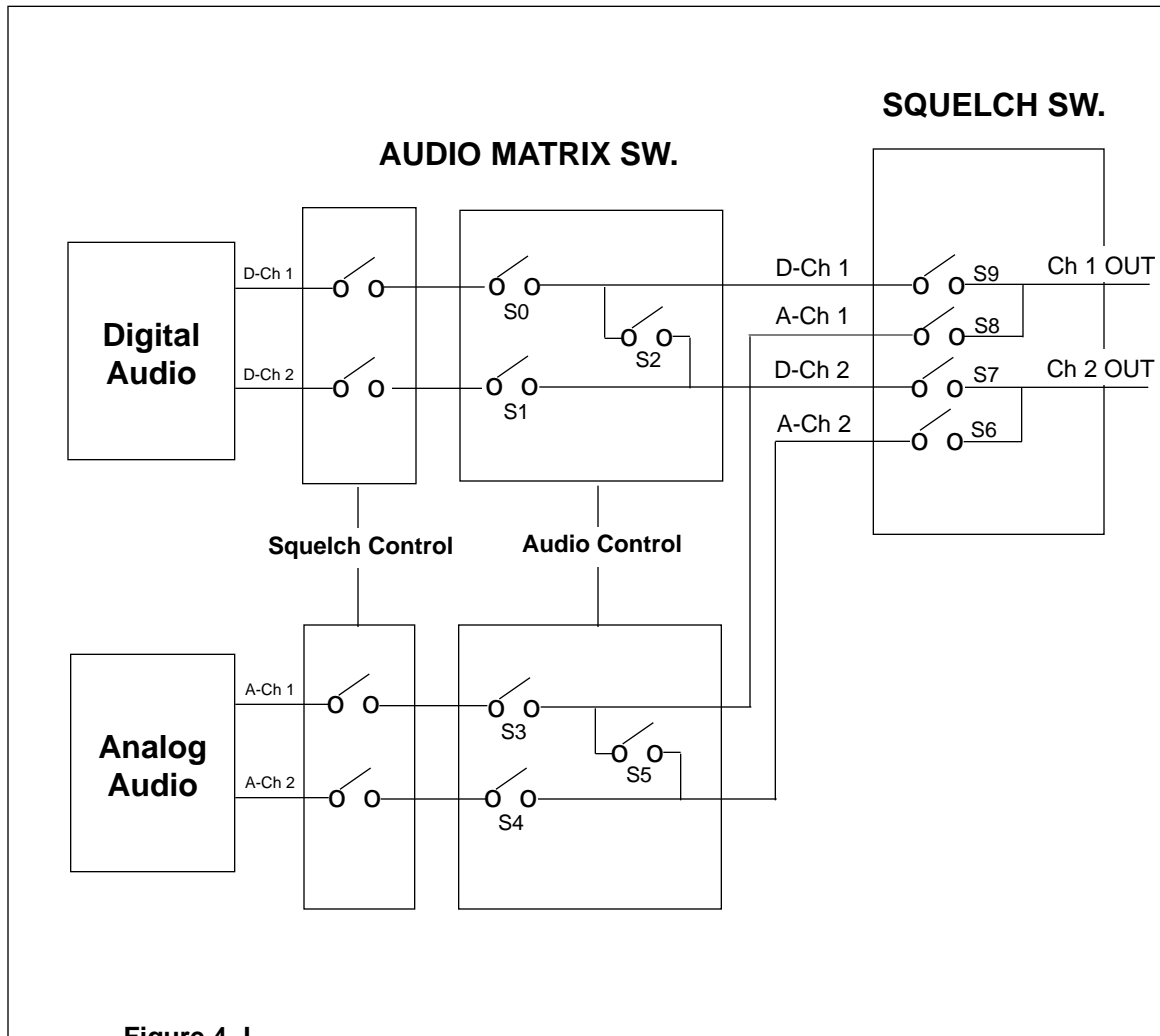 SQUELCH SW.
AUDIO MATRIX SW.
D-Ch 1
D-Ch 1
S9
Ch 1 OUT
S0
A-Ch 1
S8
Digital
Audio
S2
D-Ch 2
D-Ch 2
S7
Ch 2 OUT
S1
A-Ch 2
S6
Squelch Control
Audio Control
A-Ch 1
S3
Analog
Audio
S5
A-Ch 2
S4
Figure 4-I